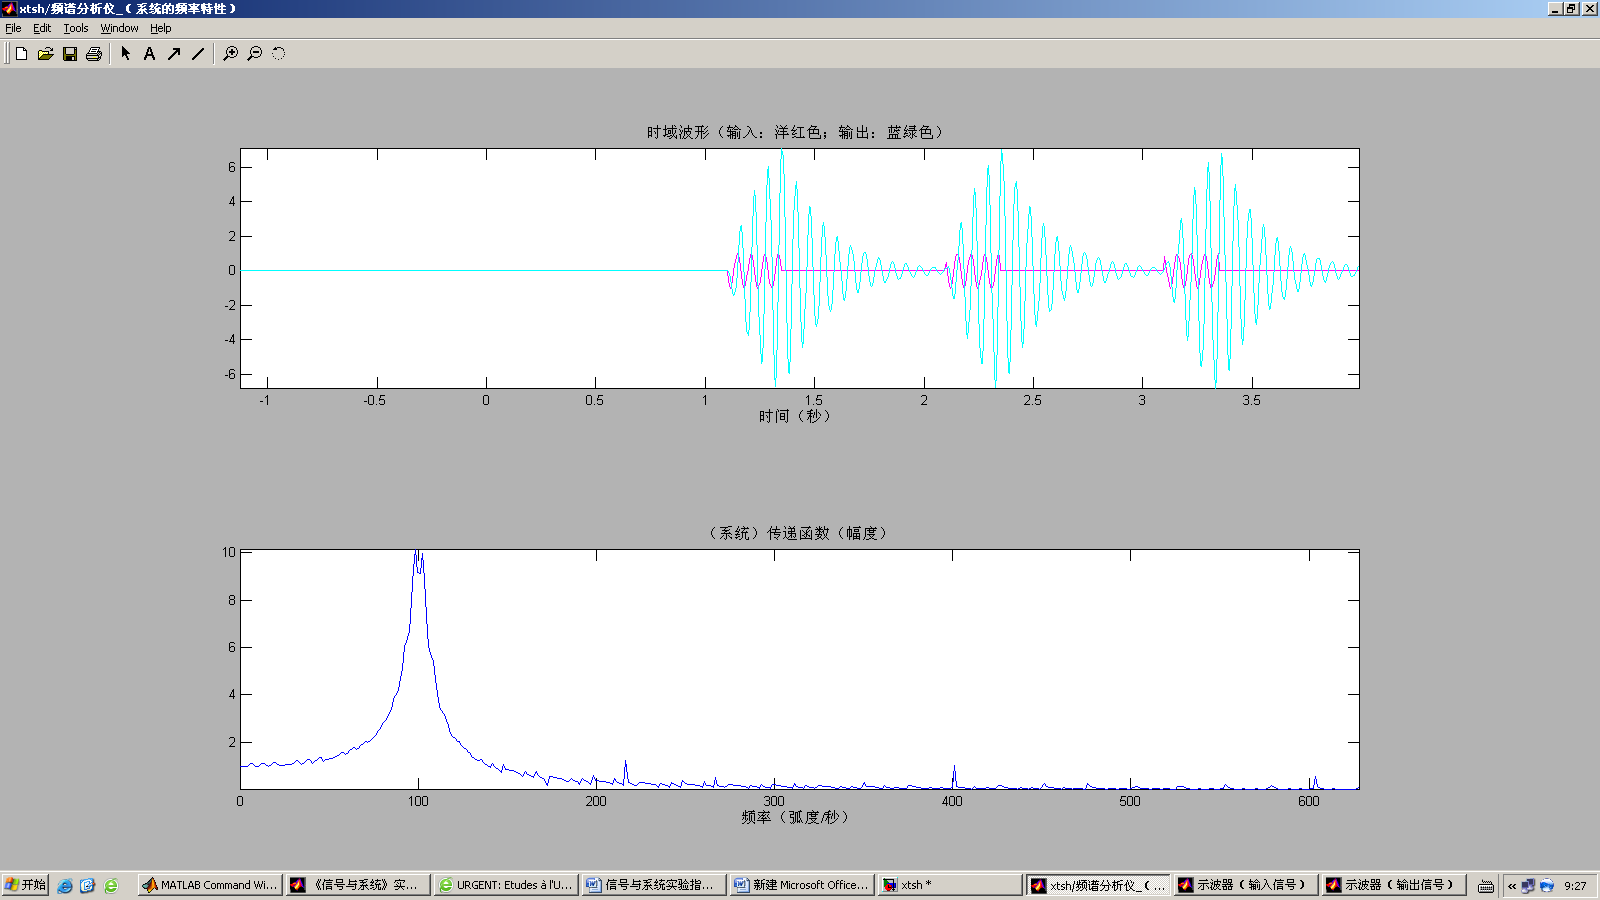 xtsh/频谱分析仪_（系统的频率特性）
File Edit Tools Window Help
A
时域波形（输入：洋红色；输出：蓝绿色）
6
4
2
0
-2
-4
-6
-1 -0.5 0 0.5 1 1.5 2 2.5 3 3.5
时间（秒）
（系统）传递函数（幅度）
10
8
6
4
2
0 100 200 300 400 500 600
频率（弧度/秒）
开始 MATLAB Command Wi... 《信号与系统》实... URGENT: Etudes à l'U... 信号与系统实验指... 新建 Microsoft Office... xtsh * xtsh/频谱分析仪_（... 示波器（输入信号） 示波器（输出信号） « 9:27